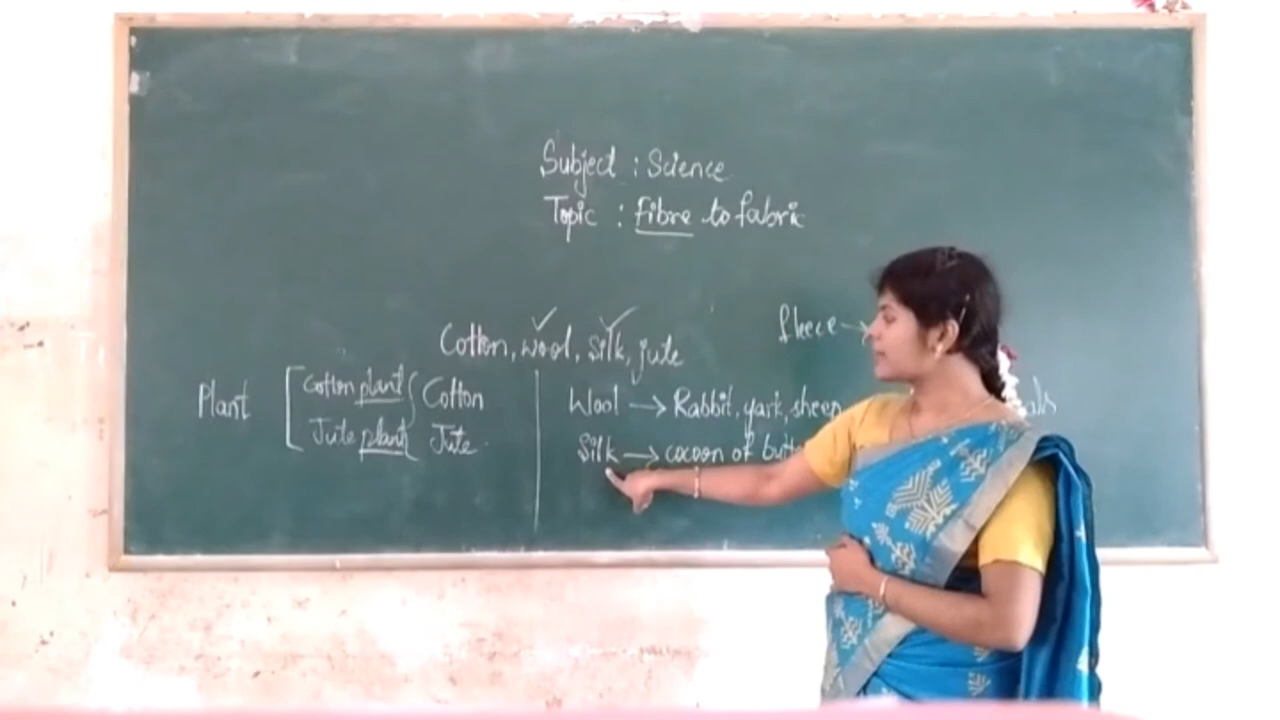 Subject : Science
Topic : fibre to fabric
fleece →
Cotton, wool, silk, jute
Plant
Cotton plant
Cotton
Jute plant
Jute
Wool → Rabbit, yark, sheep
Silk → cocoon of